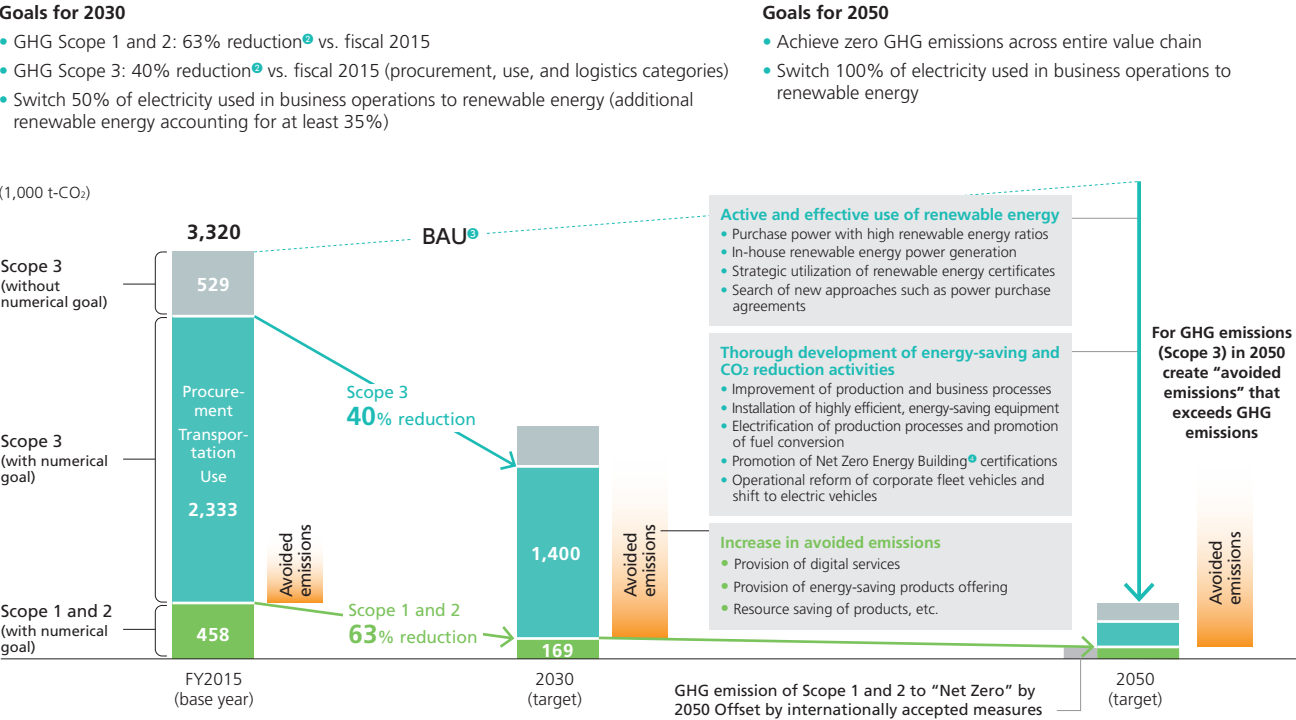 Goals for 2030
• GHG Scope 1 and 2: 63% reduction❷ vs. fiscal 2015
• GHG Scope 3: 40% reduction❷ vs. fiscal 2015 (procurement, use, and logistics categories)
• Switch 50% of electricity used in business operations to renewable energy (additional
renewable energy accounting for at least 35%)
Goals for 2050
• Achieve zero GHG emissions across entire value chain
• Switch 100% of electricity used in business operations to
renewable energy
(1,000 t-CO₂)
3,320
BAU❸
Scope 3
(without
numerical goal)
529
Scope 3
(with numerical
goal)
Procure-
ment
Transpor-
tation
Use
2,333
Scope 1 and 2
(with numerical
goal)
458
Avoided
emissions
Scope 3
40% reduction
Scope 1 and 2
63% reduction
1,400
169
Avoided
emissions
Active and effective use of renewable energy
• Purchase power with high renewable energy ratios
• In-house renewable energy power generation
• Strategic utilization of renewable energy certificates
• Search of new approaches such as power purchase
agreements
Thorough development of energy-saving and
CO₂ reduction activities
• Improvement of production and business processes
• Installation of highly efficient, energy-saving equipment
• Electrification of production processes and promotion
of fuel conversion
• Promotion of Net Zero Energy Building❹ certifications
• Operational reform of corporate fleet vehicles and
shift to electric vehicles
Increase in avoided emissions
• Provision of digital services
• Provision of energy-saving products offering
• Resource saving of products, etc.
For GHG emissions
(Scope 3) in 2050
create “avoided
emissions” that
exceeds GHG
emissions
Avoided
emissions
FY2015
(base year)
2030
(target)
GHG emission of Scope 1 and 2 to “Net Zero” by
2050 Offset by internationally accepted measures
2050
(target)